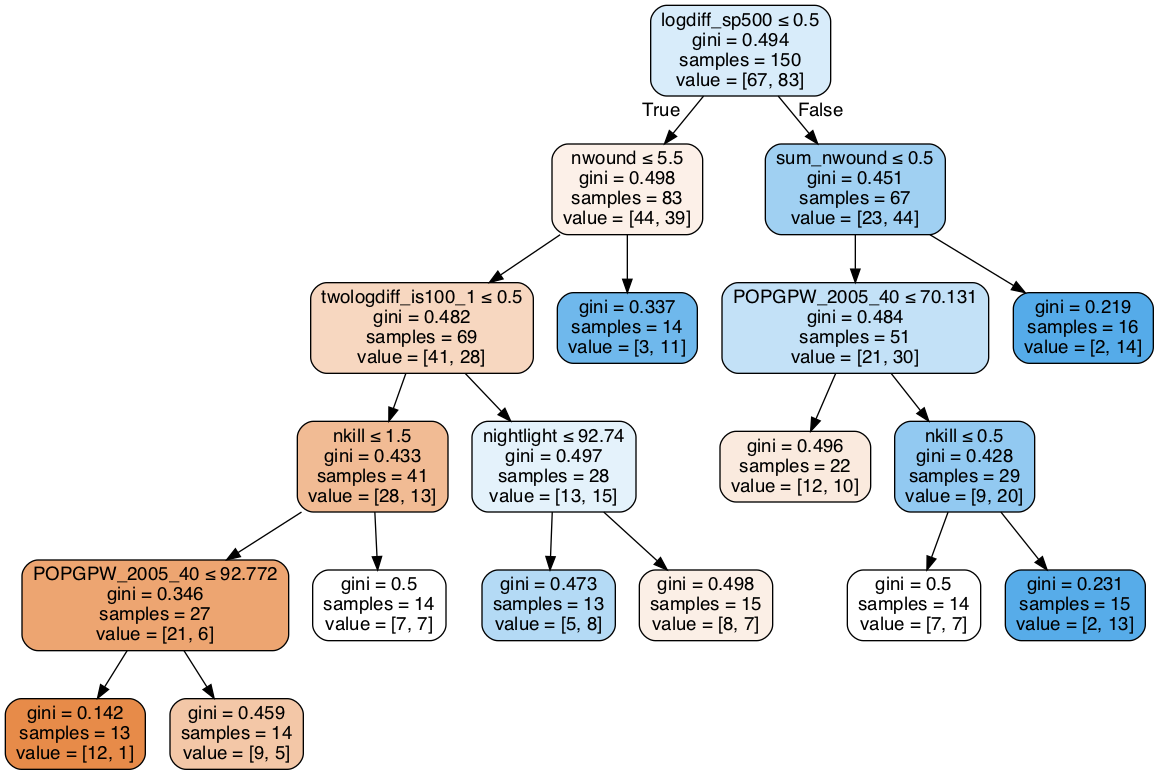 logdiff_sp500 ≤ 0.5
gini = 0.494
samples = 150
value = [67, 83]
True
False
nwound ≤ 5.5
gini = 0.498
samples = 83
value = [44, 39]
sum_nwound ≤ 0.5
gini = 0.451
samples = 67
value = [23, 44]
twologdiff_is100_1 ≤ 0.5
gini = 0.482
samples = 69
value = [41, 28]
gini = 0.337
samples = 14
value = [3, 11]
POPGPW_2005_40 ≤ 70.131
gini = 0.484
samples = 51
value = [21, 30]
gini = 0.219
samples = 16
value = [2, 14]
nkill ≤ 1.5
gini = 0.433
samples = 41
value = [28, 13]
nightlight ≤ 92.74
gini = 0.497
samples = 28
value = [13, 15]
gini = 0.496
samples = 22
value = [12, 10]
nkill ≤ 0.5
gini = 0.428
samples = 29
value = [9, 20]
POPGPW_2005_40 ≤ 92.772
gini = 0.346
samples = 27
value = [21, 6]
gini = 0.5
samples = 14
value = [7, 7]
gini = 0.473
samples = 13
value = [5, 8]
gini = 0.498
samples = 15
value = [8, 7]
gini = 0.5
samples = 14
value = [7, 7]
gini = 0.231
samples = 15
value = [2, 13]
gini = 0.142
samples = 13
value = [12, 1]
gini = 0.459
samples = 14
value = [9, 5]